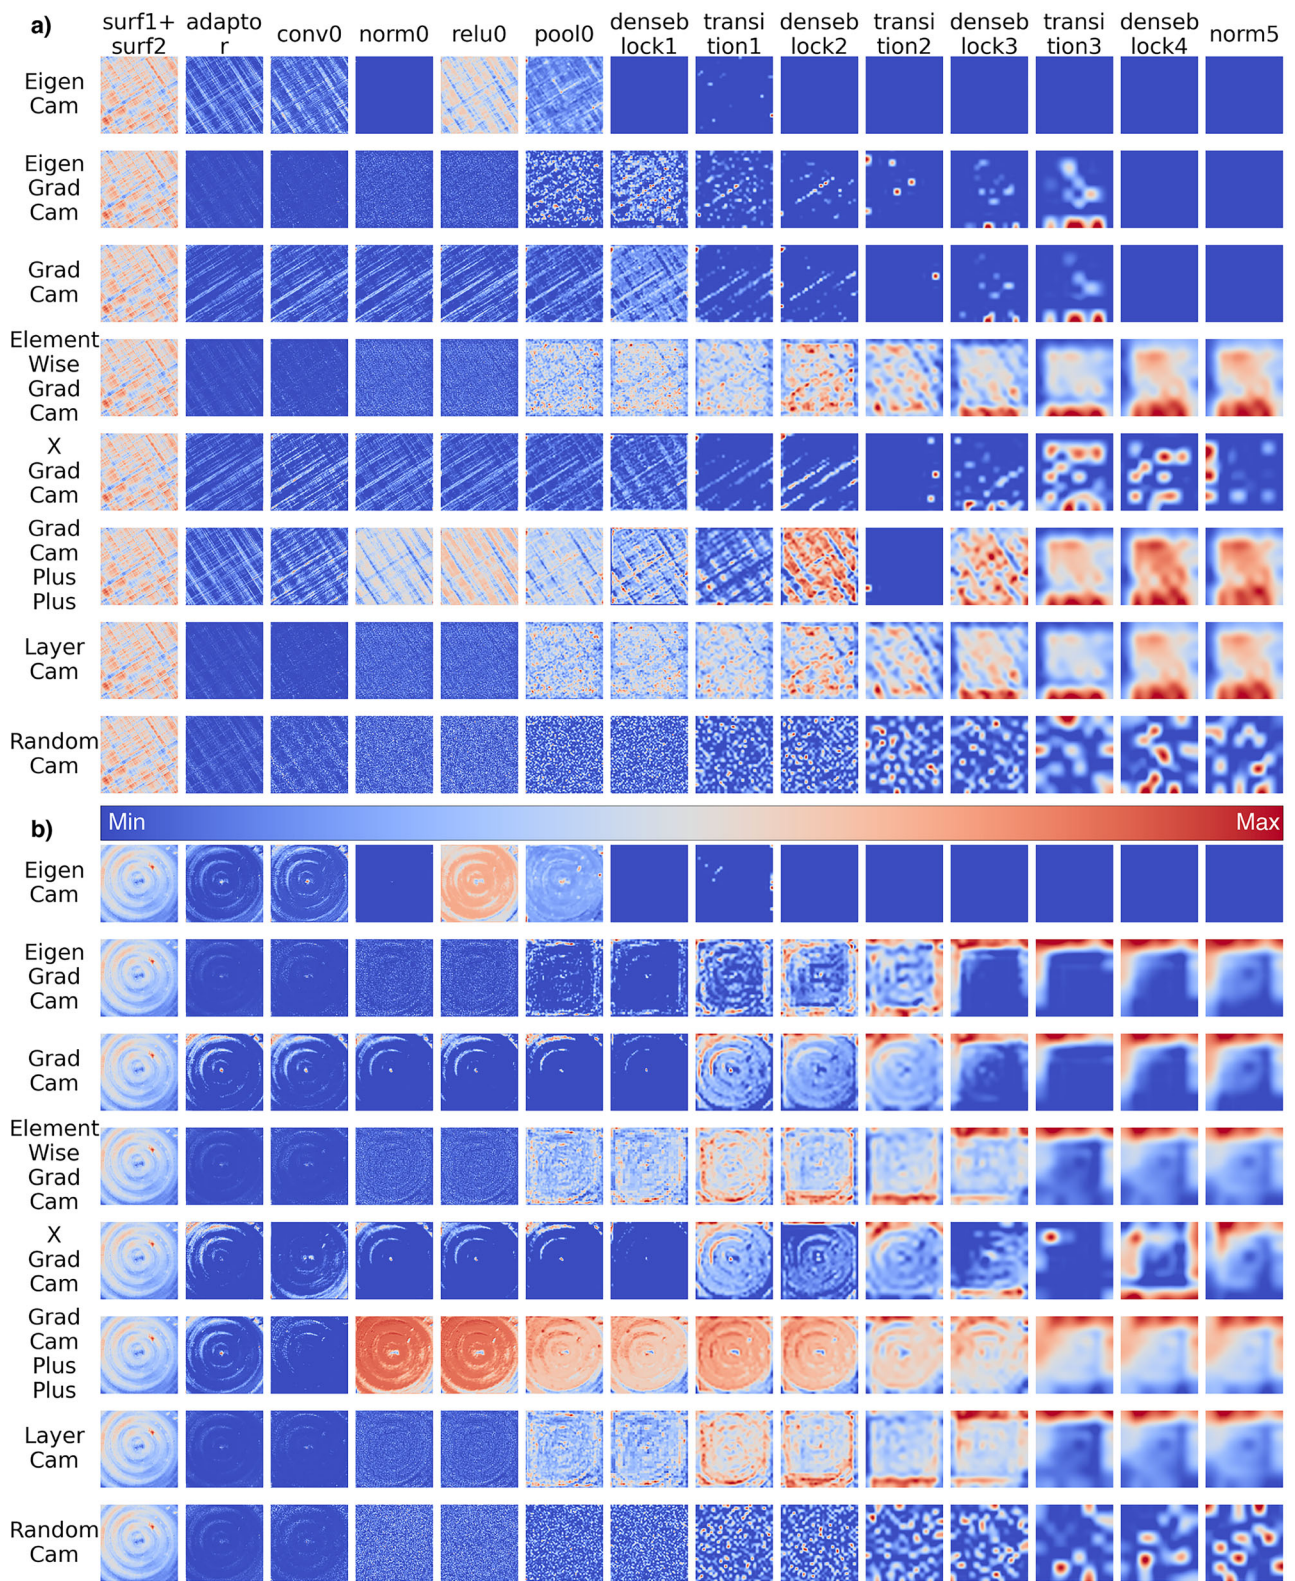 a)
surf1+ adapto conv0 norm0 relu0 pool0 denseb transi denseb transi denseb transi denseb norm5
surf2 r lock1 tion1 lock2 tion2 lock3 tion3 lock4
Eigen
Cam
Eigen
Grad
Cam
Grad
Cam
Element
Wise
Grad
Cam
X
Grad
Cam
Grad
Cam
Plus
Plus
Layer
Cam
Random
Cam
Min Max
b)
Eigen
Cam
Eigen
Grad
Cam
Grad
Cam
Element
Wise
Grad
Cam
X
Grad
Cam
Grad
Cam
Plus
Plus
Layer
Cam
Random
Cam